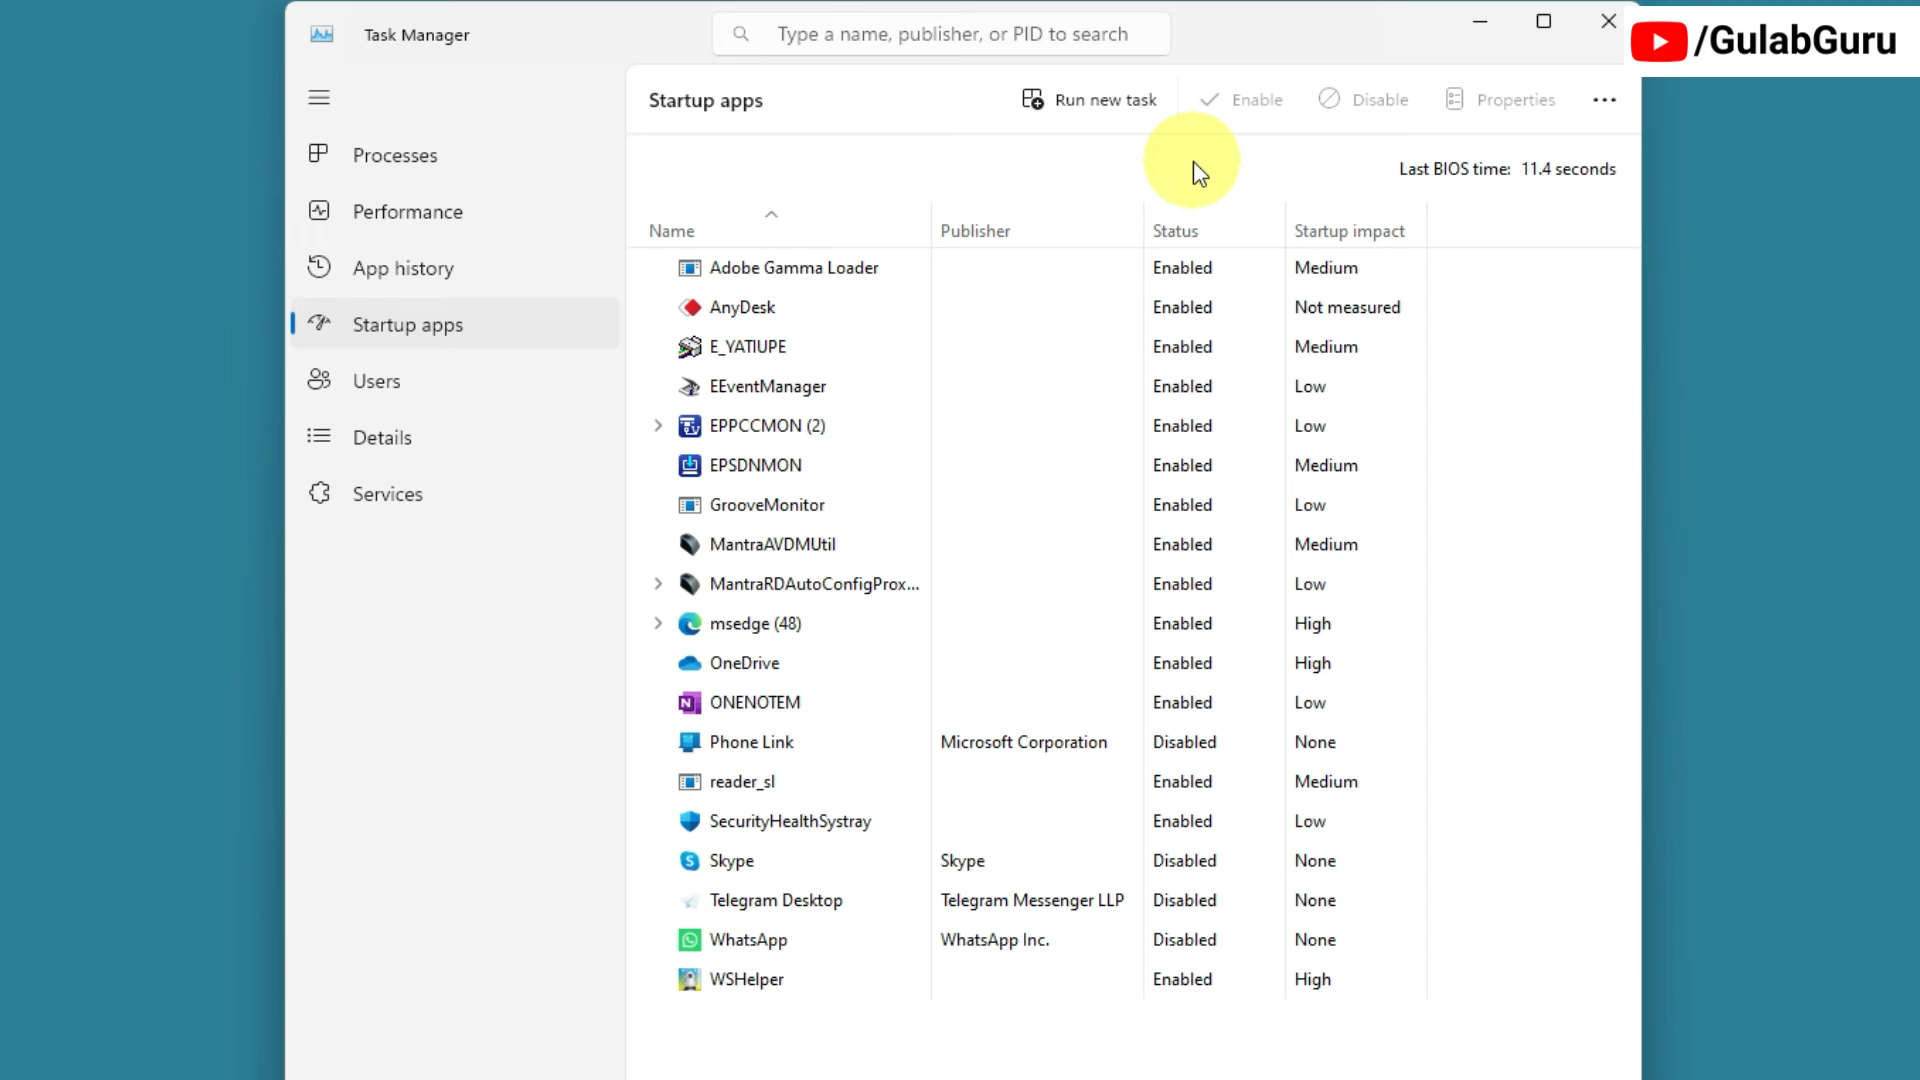 Task Manager
Type a name, publisher, or PID to search
/GulabGuru
Startup apps
Run new task
Enable
Disable
Properties
Processes
Performance
App history
Startup apps
Users
Details
Services
Last BIOS time: 11.4 seconds
Name Publisher Status Startup impact
Adobe Gamma Loader Enabled Medium
AnyDesk Enabled Not measured
E_YATIUPE Enabled Medium
EEventManager Enabled Low
EPPCCMON (2) Enabled Low
EPSDNMON Enabled Medium
GrooveMonitor Enabled Low
MantraAVDMUtil Enabled Medium
MantraRDAutoConfigProx... Enabled Low
msedge (48) Enabled High
OneDrive Enabled High
ONENOTEM Enabled Low
Phone Link Microsoft Corporation Disabled None
reader_sl Enabled Medium
SecurityHealthSystray Enabled Low
Skype Skype Disabled None
Telegram Desktop Telegram Messenger LLP Disabled None
WhatsApp WhatsApp Inc. Disabled None
WSHelper Enabled High